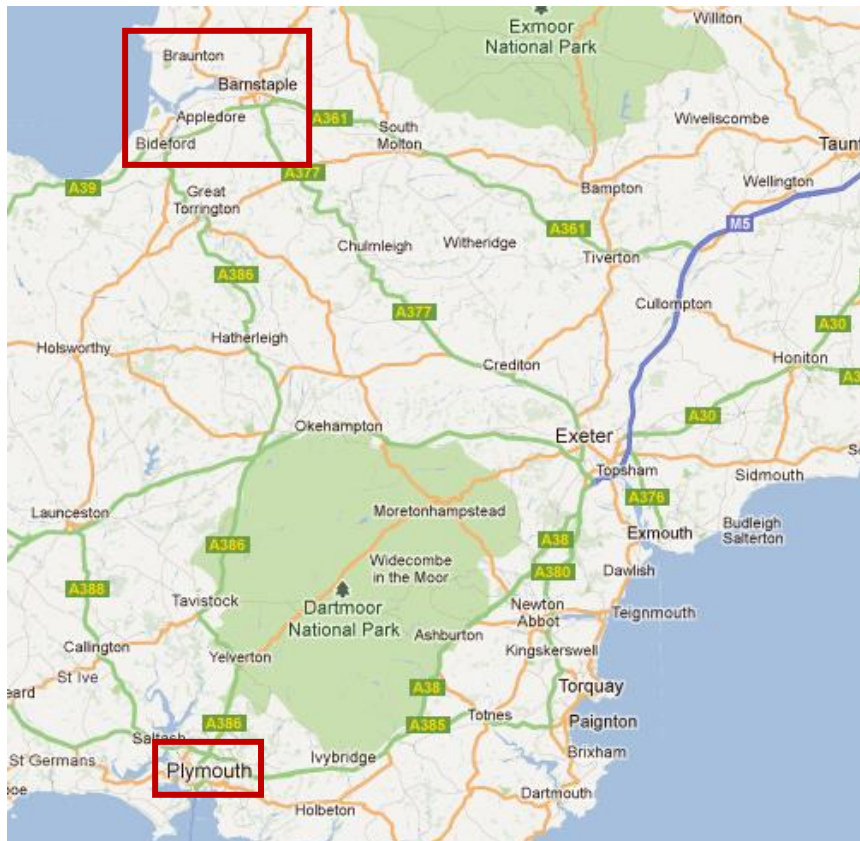 Exmoor
National Park
Williton
Braunton
Barnstaple
Appledore
Bideford
A361
South
Molton
Wiveliscombe
Taunt
A39
A377
Great
Torrington
Bampton
Wellington
M5
A361
Chulmleigh
Witheridge
Tiverton
A386
Cullompton
A377
A30
Hatherleigh
Holsworthy
Crediton
Honiton
A3
Okehampton
Exeter
A30
Topsham
Sidmouth
A376
Launceston
Moretonhampstead
Budleigh
Salterton
Exmouth
A386
A38
Widecombe
in the Moor
A380
Dawlish
A388
Tavistock
Dartmoor
National Park
Newton
Abbot
Teignmouth
Ashburton
Callington
Yelverton
Kingskerswell
St Ive
eard
A38
Torquay
A386
A385
Totnes
Paignton
Saltash
St Germans
Ivybridge
Brixham
Plymouth
oe
Dartmouth
Holbeton